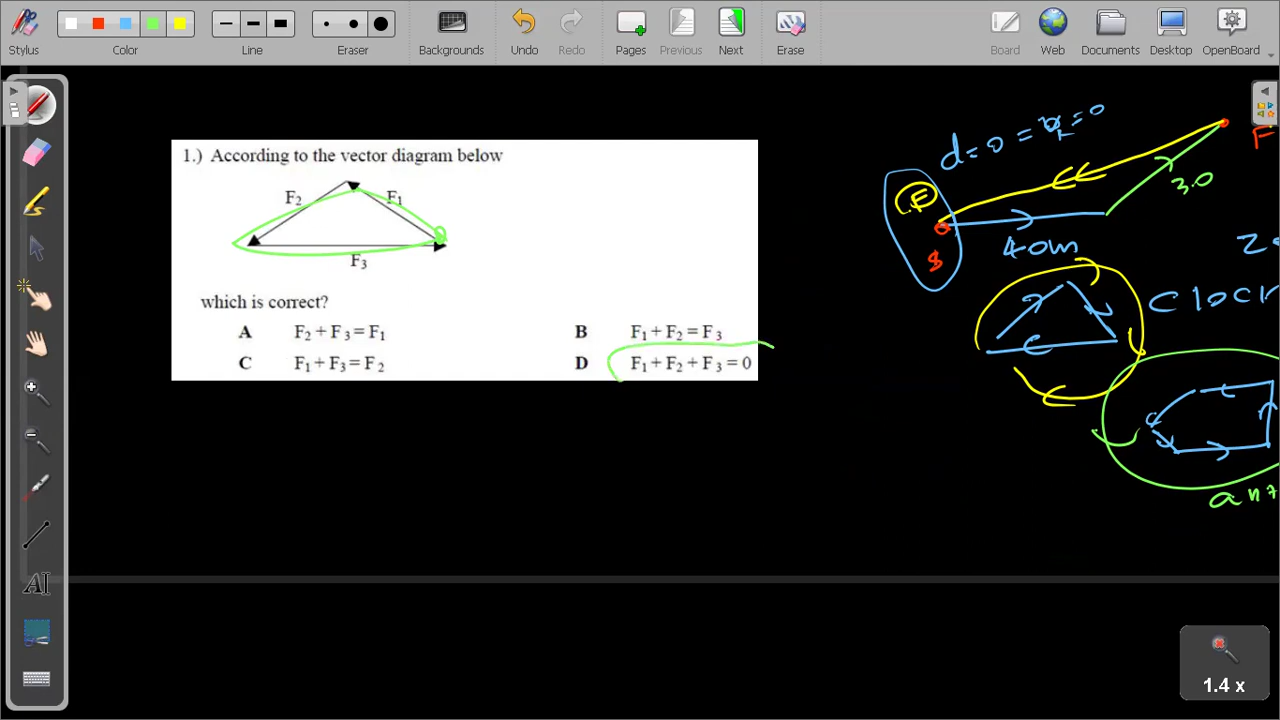 Stylus Color Line Eraser Backgrounds Undo Redo Pages Previous Next Erase Board Web Documents Desktop OpenBoard
1.) According to the vector diagram below
F2 F1
F3
which is correct?
A F2 + F3 = F1 B F1 + F2 = F3
C F1 + F3 = F2 D F1 + F2 + F3 = 0
d = 0
= 0
F
F
30
40m
S
Clock
AI
1.4 x